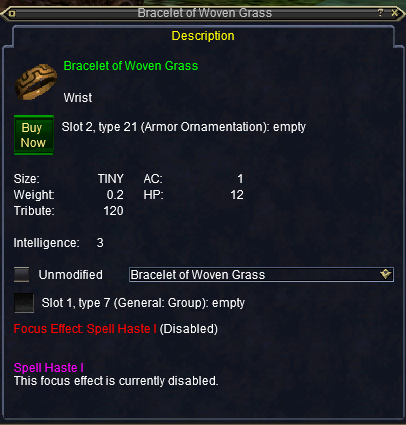 Bracelet of Woven Grass
Description
Bracelet of Woven Grass
Wrist
Buy Now
Slot 2, type 21 (Armor Ornamentation): empty
Size: TINY AC: 1
Weight: 0.2 HP: 12
Tribute: 120
Intelligence: 3
Unmodified Bracelet of Woven Grass
Slot 1, type 7 (General: Group): empty
Focus Effect: Spell Haste I (Disabled)
Spell Haste I
This focus effect is currently disabled.